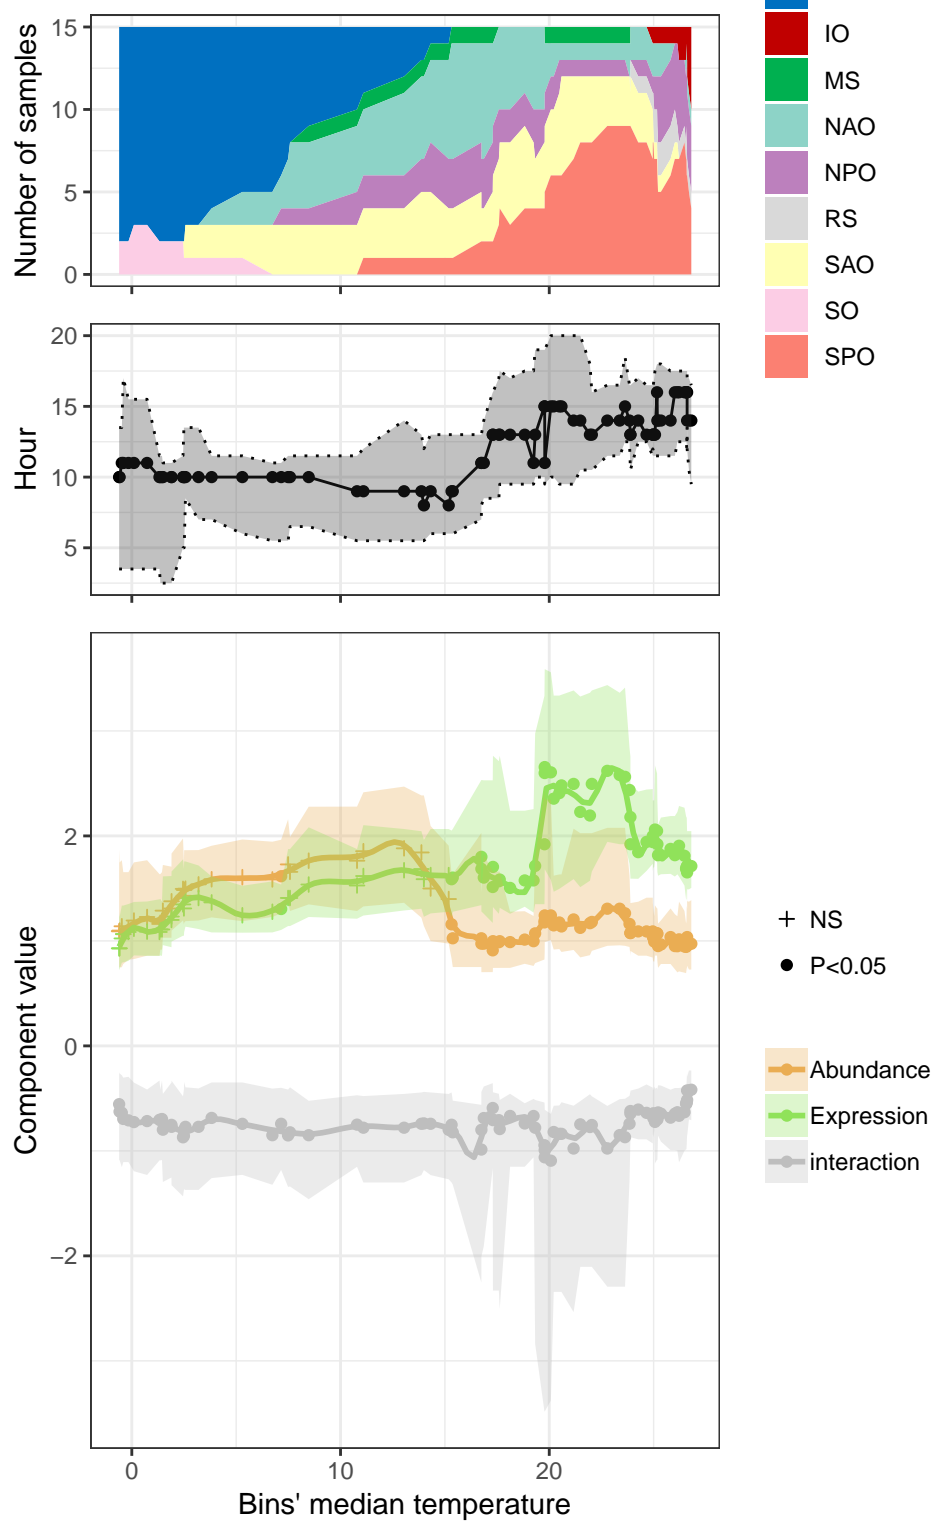 Number of samples
15
10
5
0
IO
MS
NAO
NPO
RS
SAO
SO
SPO
Hour
20
15
10
5
Component value
2
0
−2
0
10
20
Bins' median temperature
NS
P<0.05
Abundance
Expression
interaction